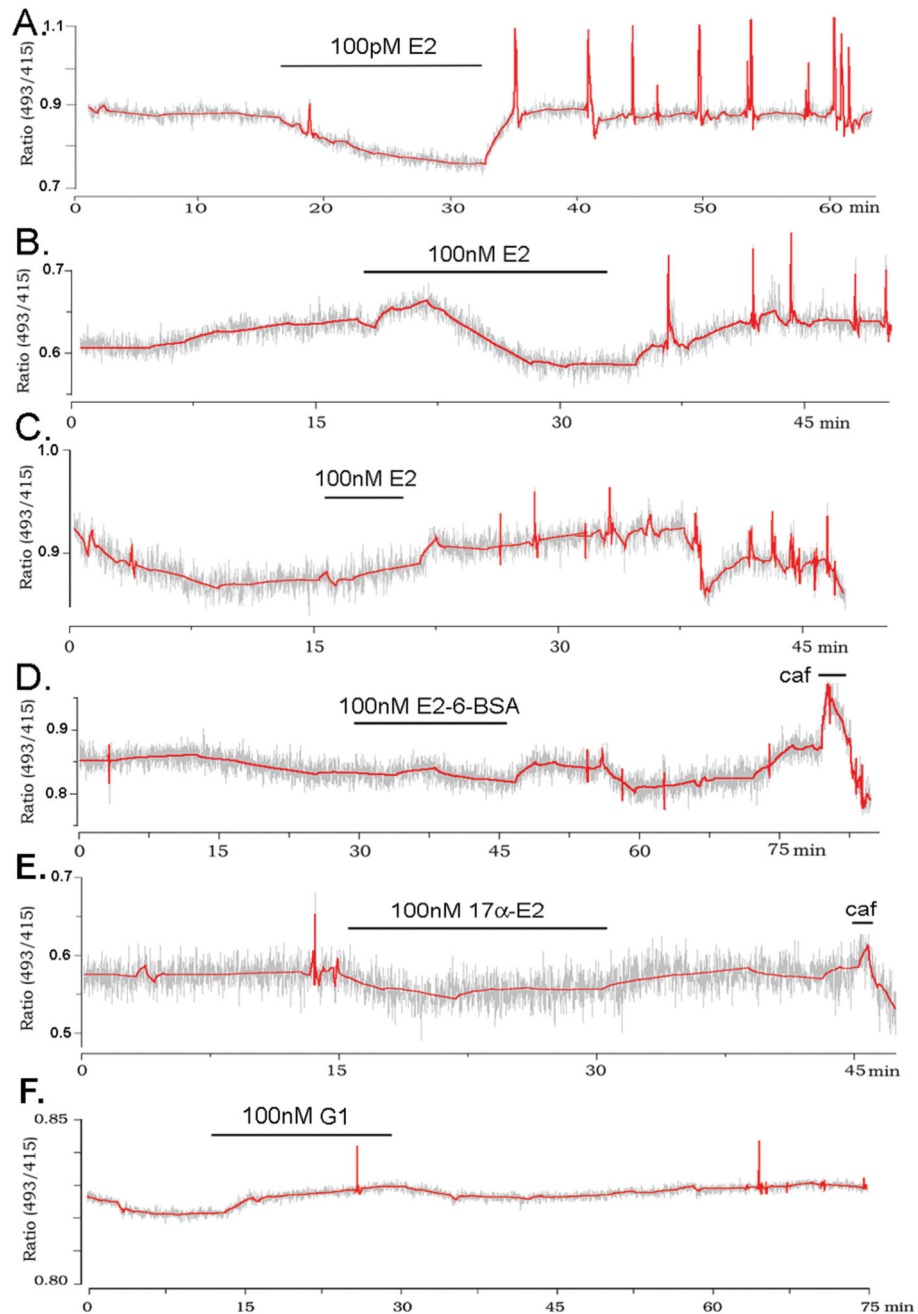 A.
1.1
100pM E2
Ratio (493/415)
0.9
0.7
0 10 20 30 40 50 60 min
B.
0.7
100nM E2
Ratio (493/415)
0.6
0 15 30 45 min
C.
1.0
100nM E2
Ratio (493/415)
0.9
0 15 30 45 min
D.
caf
100nM E2-6-BSA
Ratio (493/415)
0.9
0.8
0 15 30 45 60 75 min
E.
0.7
caf
100nM 17α-E2
Ratio (493/415)
0.6
0.5
0 15 30 45 min
F.
0.85
100nM G1
Ratio (493/415)
0.80
0 15 30 45 60 75 min